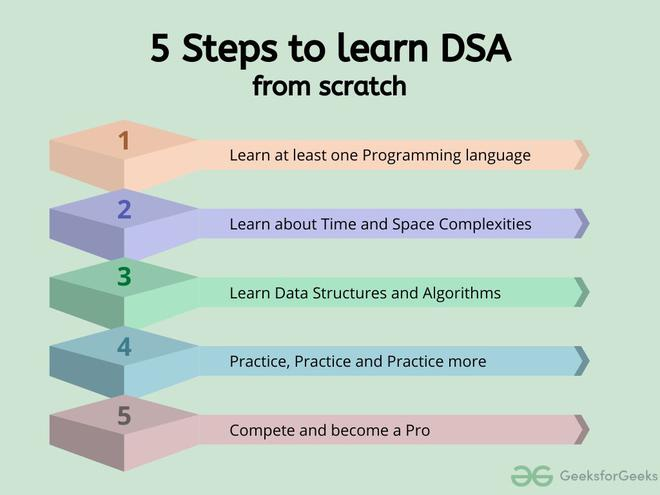 5 Steps to learn DSA
from scratch
1
Learn at least one Programming language
2
Learn about Time and Space Complexities
3
Learn Data Structures and Algorithms
4
Practice, Practice and Practice more
5
Compete and become a Pro
GeeksforGeeks